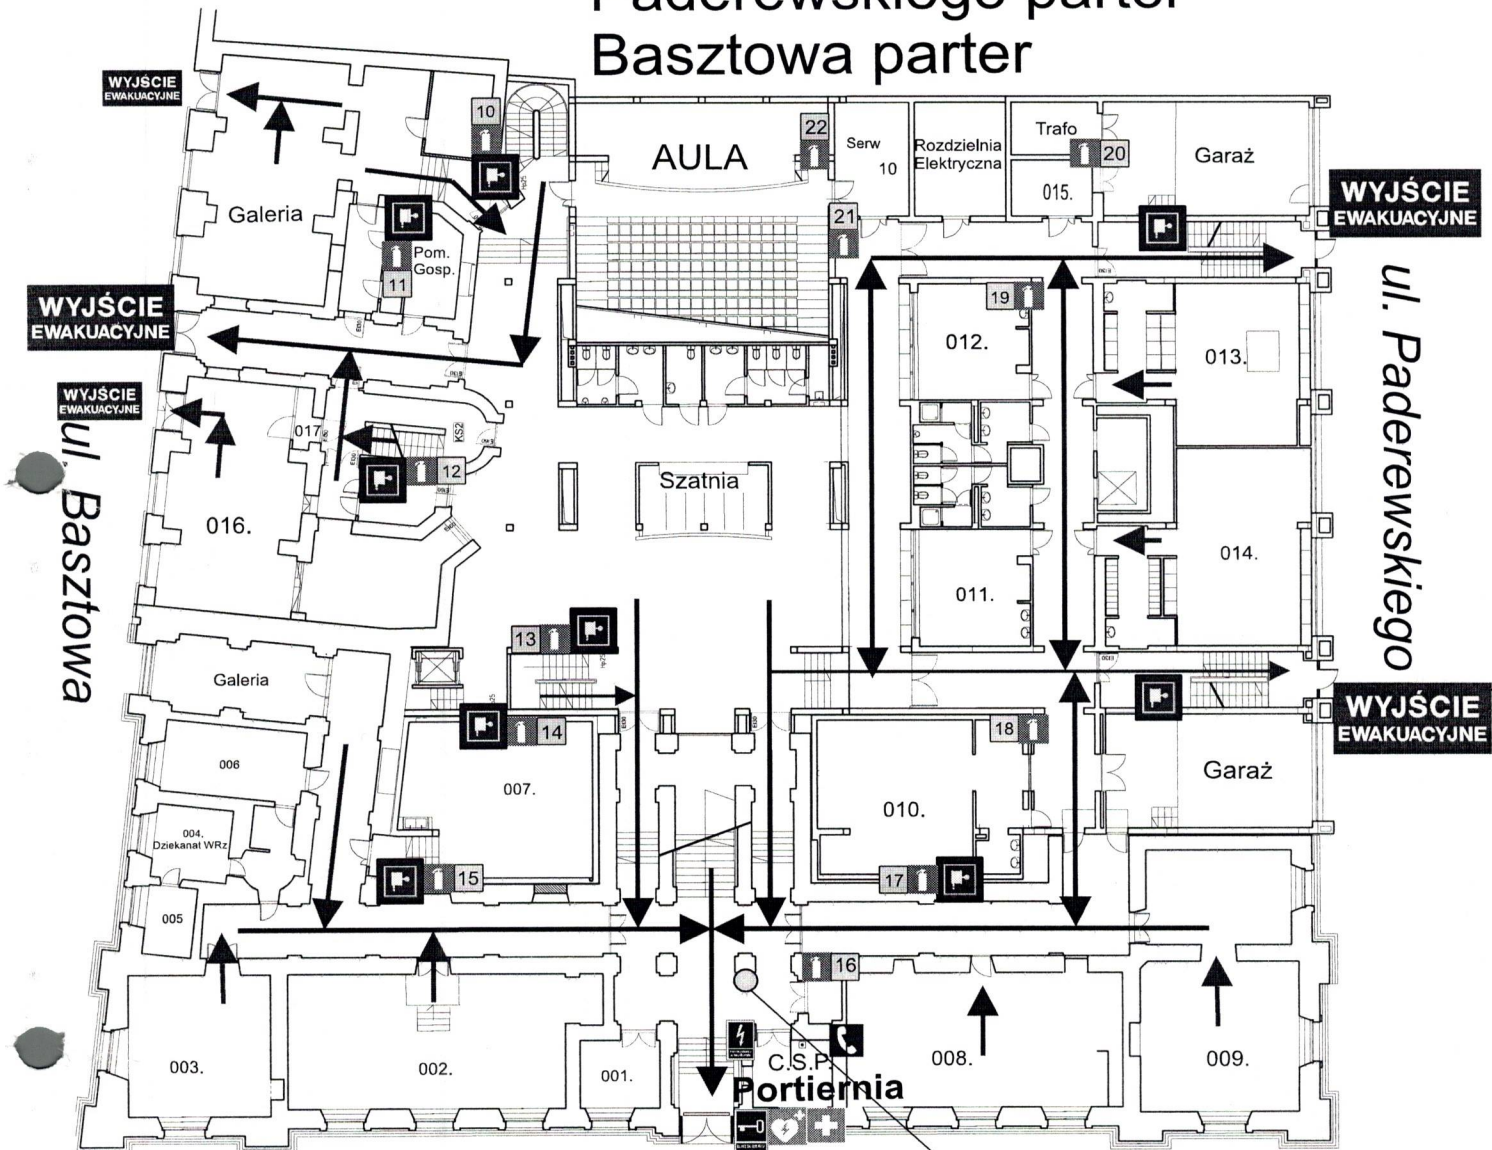 Paderewskiego parter
Basztowa parter
WYJŚCIE
EWAKUACYJNE
10
22
AULA
Serw
10
Rozdzielnia
Elektryczna
Trafo
20
015.
Garaż
WYJŚCIE
EWAKUACYJNE
Galeria
21
Pom.
Gosp.
11
19
WYJŚCIE
EWAKUACYJNE
012.
013.
ul. Paderewskiego
WYJŚCIE
EWAKUACYJNE
017
KS2
12
Szatnia
016.
014.
011.
ul. Basztowa
13
Galeria
14
18
WYJŚCIE
EWAKUACYJNE
006
007.
010.
Garaż
004.
Dziekanat WRz
15
17
005
16
003.
002.
001.
C.S.P.
Portiernia
008.
009.